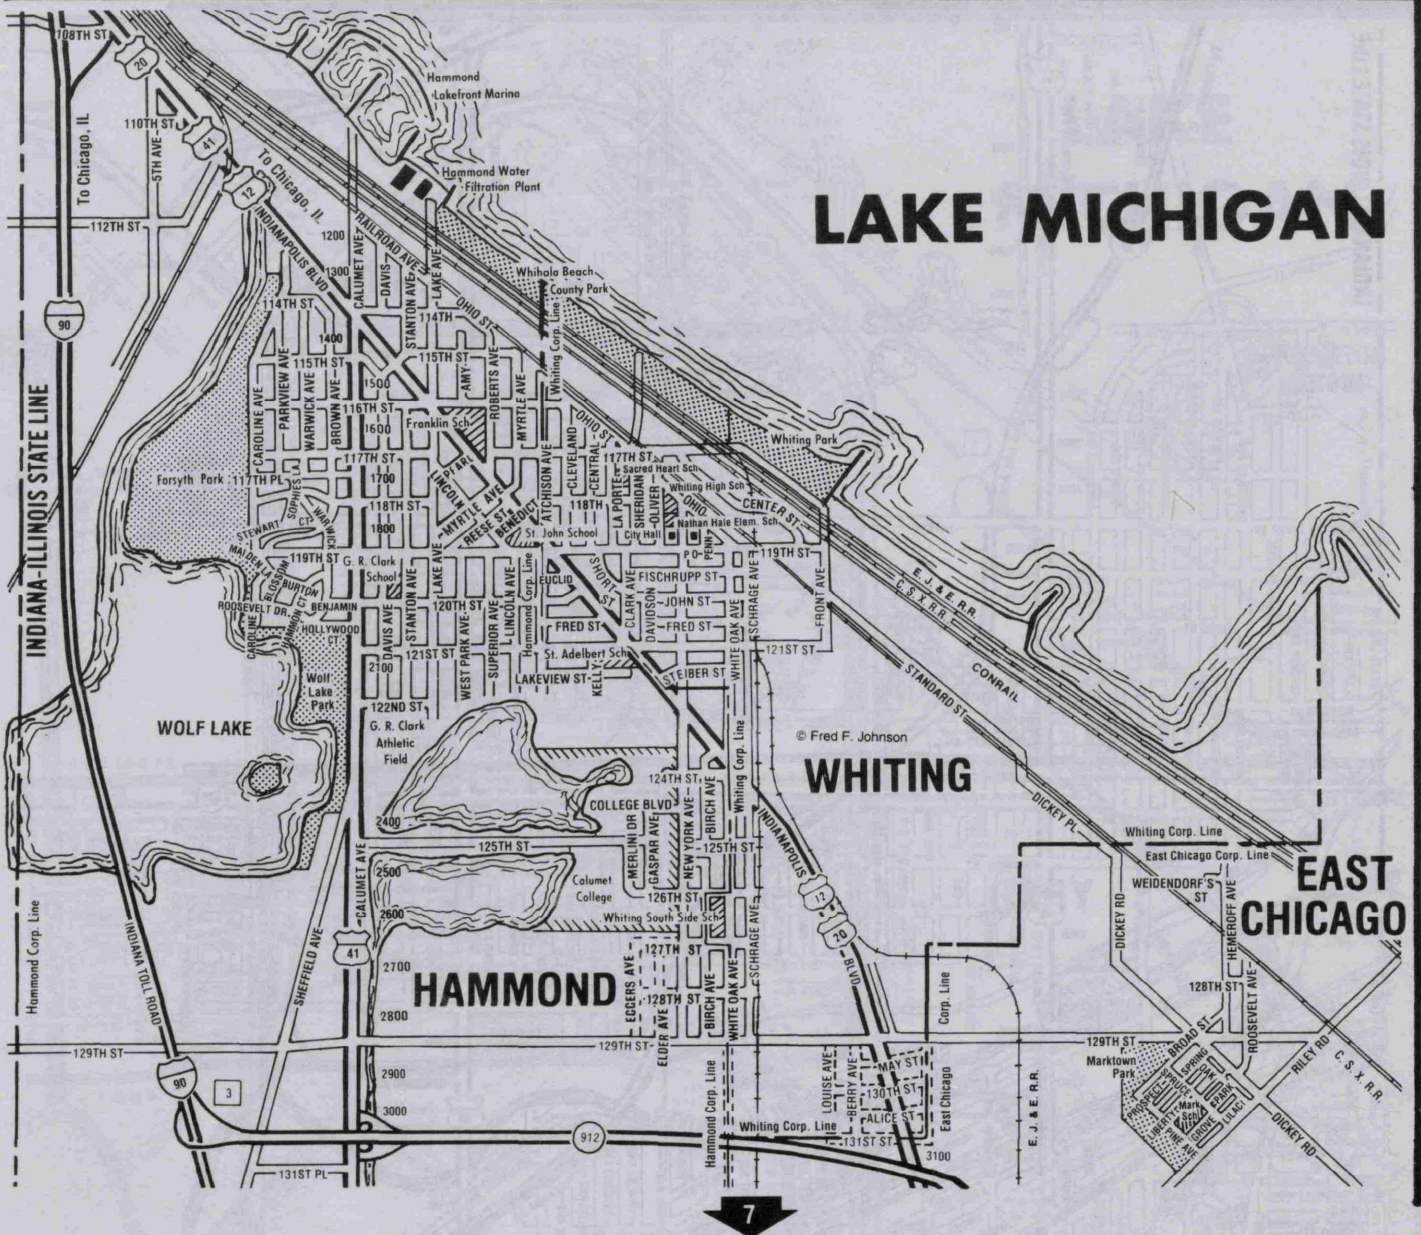 LAKE MICHIGAN
108TH ST
20
Hammond
Lakefront Marina
110TH ST
41
To Chicago, IL
5TH AVE
To Chicago, IL
12
Hammond Water
Filtration Plant
112TH ST
INDIANAPOLIS BLVD
1200
CALUMET AVE
RAILROAD AVE
DAVIS
STANTON AVE
LAKE AVE
1300
Whihala Beach
County Park
Whiting Corp. Line
OHIO ST
114TH ST
114TH
90
1400
115TH ST
115TH ST
INDIANA-ILLINOIS STATE LINE
CAROLINE AVE
PARKVIEW AVE
WARWICK AVE
BROWN AVE
1500
AMY
ROBERTS AVE
MYRTLE AVE
116TH ST
1600
Franklin Sch
OHIO ST
Whiting Park
117TH ST
1700
LINCOLN
PEARL
ATCHISON AVE
CLEVELAND
CENTRAL
117TH ST
Sacred Heart Sch
Forsyth Park
117TH PL
SOPHIES LA
LA PORTE
SHERIDAN
OLIVER
Whiting High Sch
OHIO
CENTER ST
118TH ST
1800
MYRTLE AVE
REESE ST
BENEDICT
118TH
Nathan Hale Elem. Sch
STEWART
CT
WARWICK
St. John School
City Hall
P O
PENN
119TH ST
MALDEN LA
119TH ST
G. R. Clark
School
BLOSSOM
BURTON
STANTON AVE
LAKE AVE
EUCLID
SHORT ST
FISCHRUPP ST
ROOSEVELT DR.
BENJAMIN
120TH ST
LINCOLN AVE
CLARK AVE
DAVIDSON
JOHN ST
WHITE OAK AVE
SCHRAGE AVE
FRONT AVE
E. J. & E. RR.
C. S. X. RR.
CONRAIL
CAROLINE
HAMMON CT
HOLLYWOOD
CT
DAVIS AVE
WEST PARK AVE
SUPERIOR AVE
Hammond Corp. Line
FRED ST
FRED ST
121ST ST
2100
121ST ST
St. Adelbert Sch
LAKEVIEW ST
KELLY
STEIBER ST
STANDARD ST
Wolf
Lake
Park
122ND ST
WOLF LAKE
G. R. Clark
Athletic
Field
Whiting Corp. Line
© Fred F. Johnson
WHITING
124TH ST
COLLEGE BLVD
NEW YORK AVE
BIRCH AVE
INDIANAPOLIS
BLVD
DICKEY PL
2400
MERLINI DR
GASPAR AVE
125TH ST
125TH ST
Whiting Corp. Line
East Chicago Corp. Line
CALUMET AVE
2500
Calumet
College
12
WEIDENDORF'S
ST
EAST
CHICAGO
126TH ST
2600
Whiting South Side Sch
20
Hammond Corp. Line
INDIANA TOLL ROAD
SHEFFIELD AVE
41
127TH ST
SCHRAGE AVE
DICKEY RD
HEMEROFF AVE
2700
HAMMOND
EGGERS AVE
128TH ST
BIRCH AVE
WHITE OAK AVE
128TH ST
ROOSEVELT AVE
2800
ELDER AVE
129TH ST
129TH ST
129TH ST
BROAD ST
RILEY RD
C. S. X. R.R.
Marktown
Park
90
3
2900
LOUISE AVE
BERRY AVE
MAY ST
130TH ST
ALICE ST
East Chicago
Corp. Line
E. J. & E. R.R.
SPRING
OAK
SPRUCE
PROSPECT
LIBERTY
Mark
Sch
PARK
GROVE
LILAC
PINE AVE
DICKEY RD
3000
912
Hammond Corp. Line
Whiting Corp. Line
131ST ST
3100
131ST PL
7